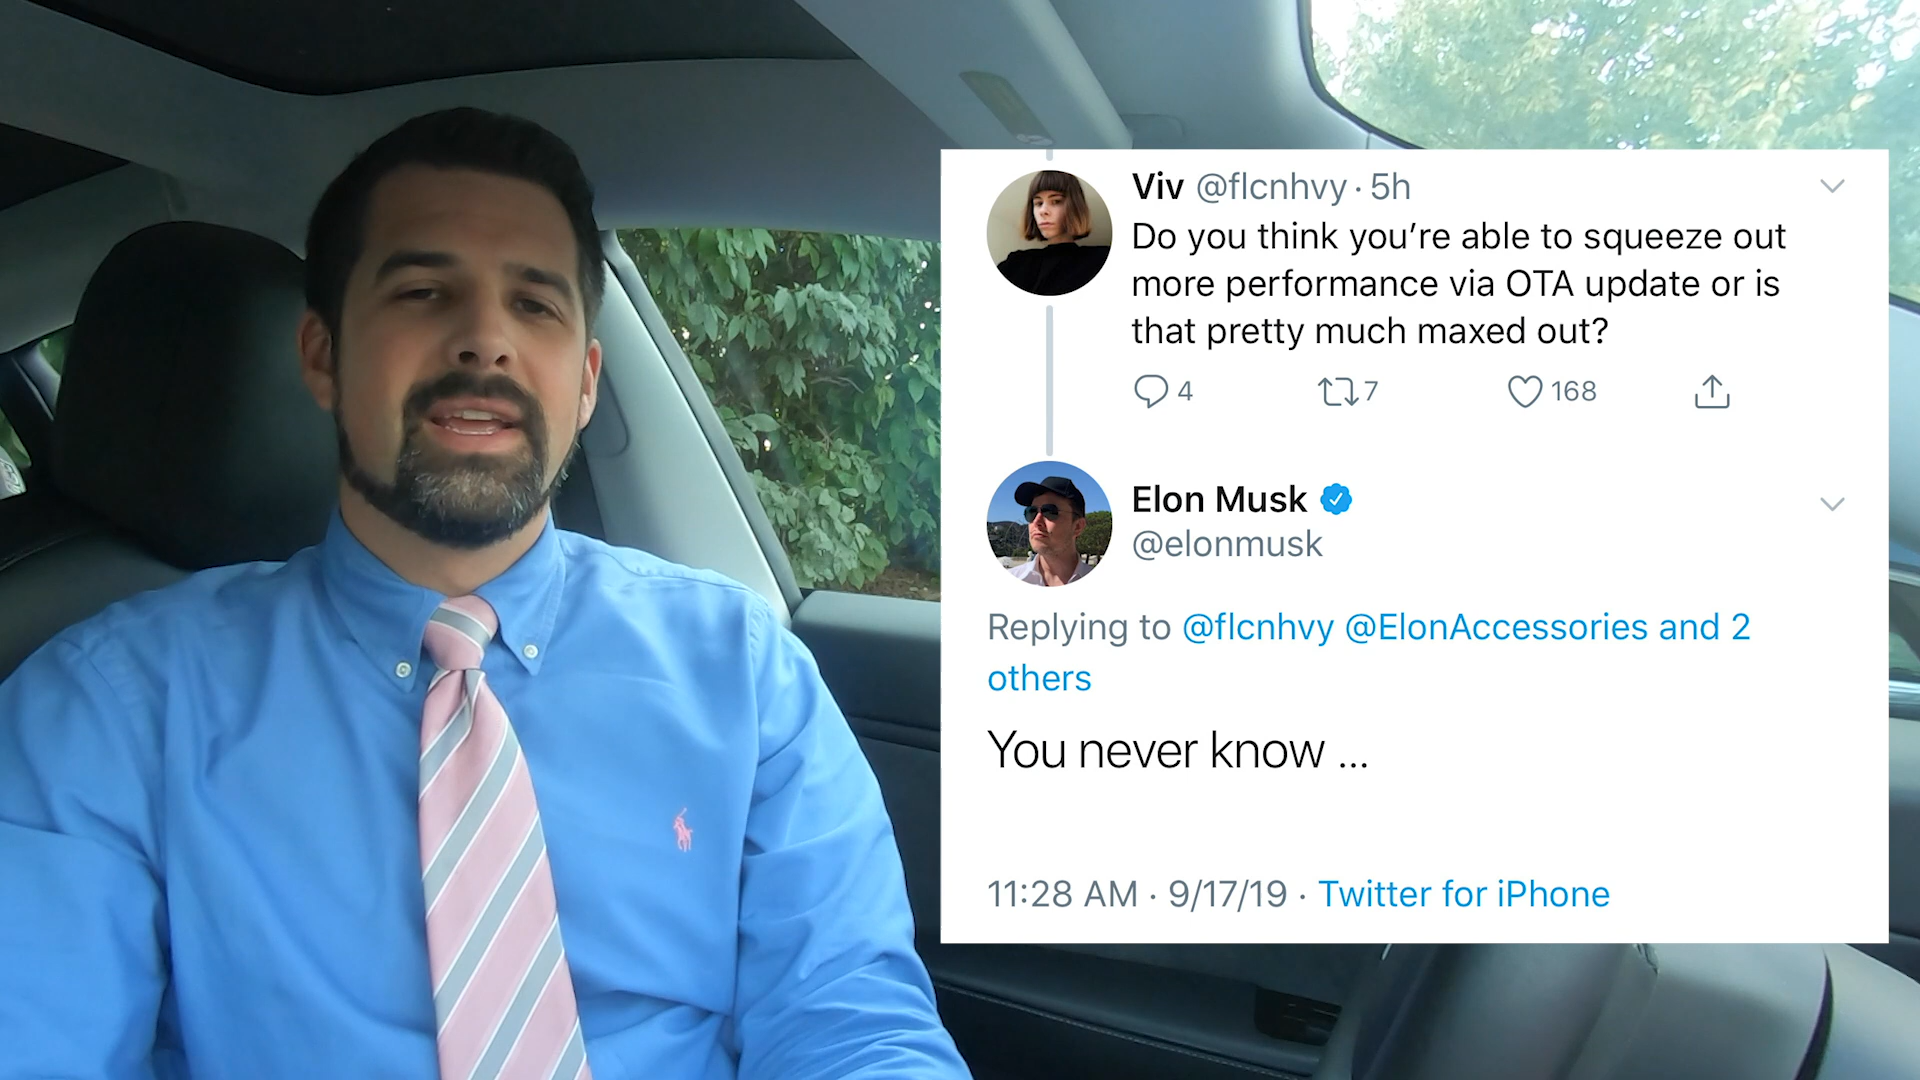 Viv @flcnhvy · 5h
Do you think you're able to squeeze out
more performance via OTA update or is
that pretty much maxed out?
4 7 168
Elon Musk
@elonmusk
Replying to @flcnhvy @ElonAccessories and 2
others
You never know ...
11:28 AM · 9/17/19 · Twitter for iPhone